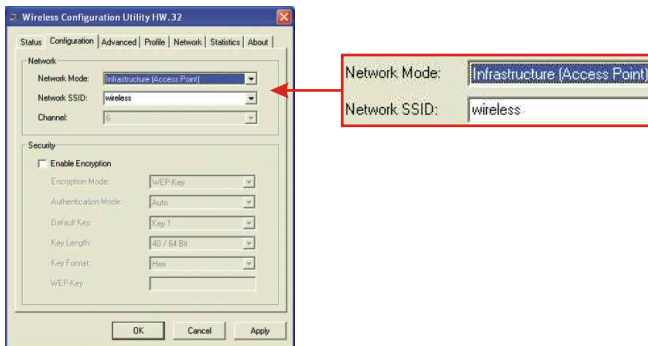 Wireless Configuration Utility HW.32
Status Configuration Advanced Profile Network Statistics About
Network
Network Mode: Infrastructure (Access Point)
Network SSID: wireless
Channel: 6
Security
Enable Encryption
Encryption Mode: WEP-Key
Authentication Mode: Auto
Default Key: Key 1
Key Length: 40 / 64 Bit
Key Format: Hex
WEP-Key
OK Cancel Apply
Network Mode: Infrastructure (Access Point)
Network SSID: wireless